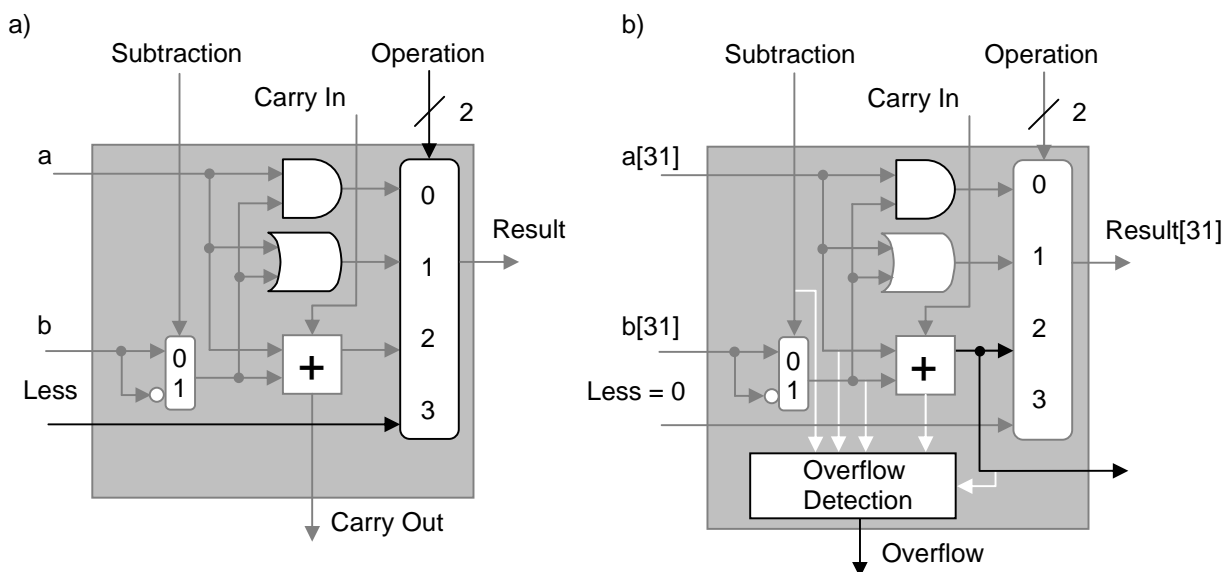 a)
Subtraction
Operation
Carry In
2
a
0
Result
1
b
2
0
1
+
Less
3
Carry Out
b)
Subtraction
Operation
Carry In
2
a[31]
0
Result[31]
1
b[31]
2
0
1
+
Less = 0
3
Overflow
Detection
Overflow